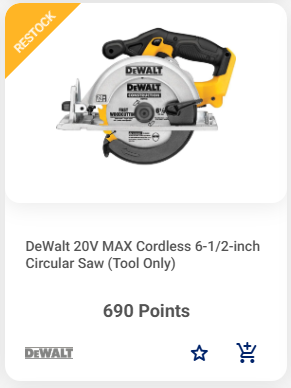 RESTOCK
DEWALT
DEWALT
DeWalt 20V MAX Cordless 6-1/2-inch
Circular Saw (Tool Only)
690 Points
DEWALT